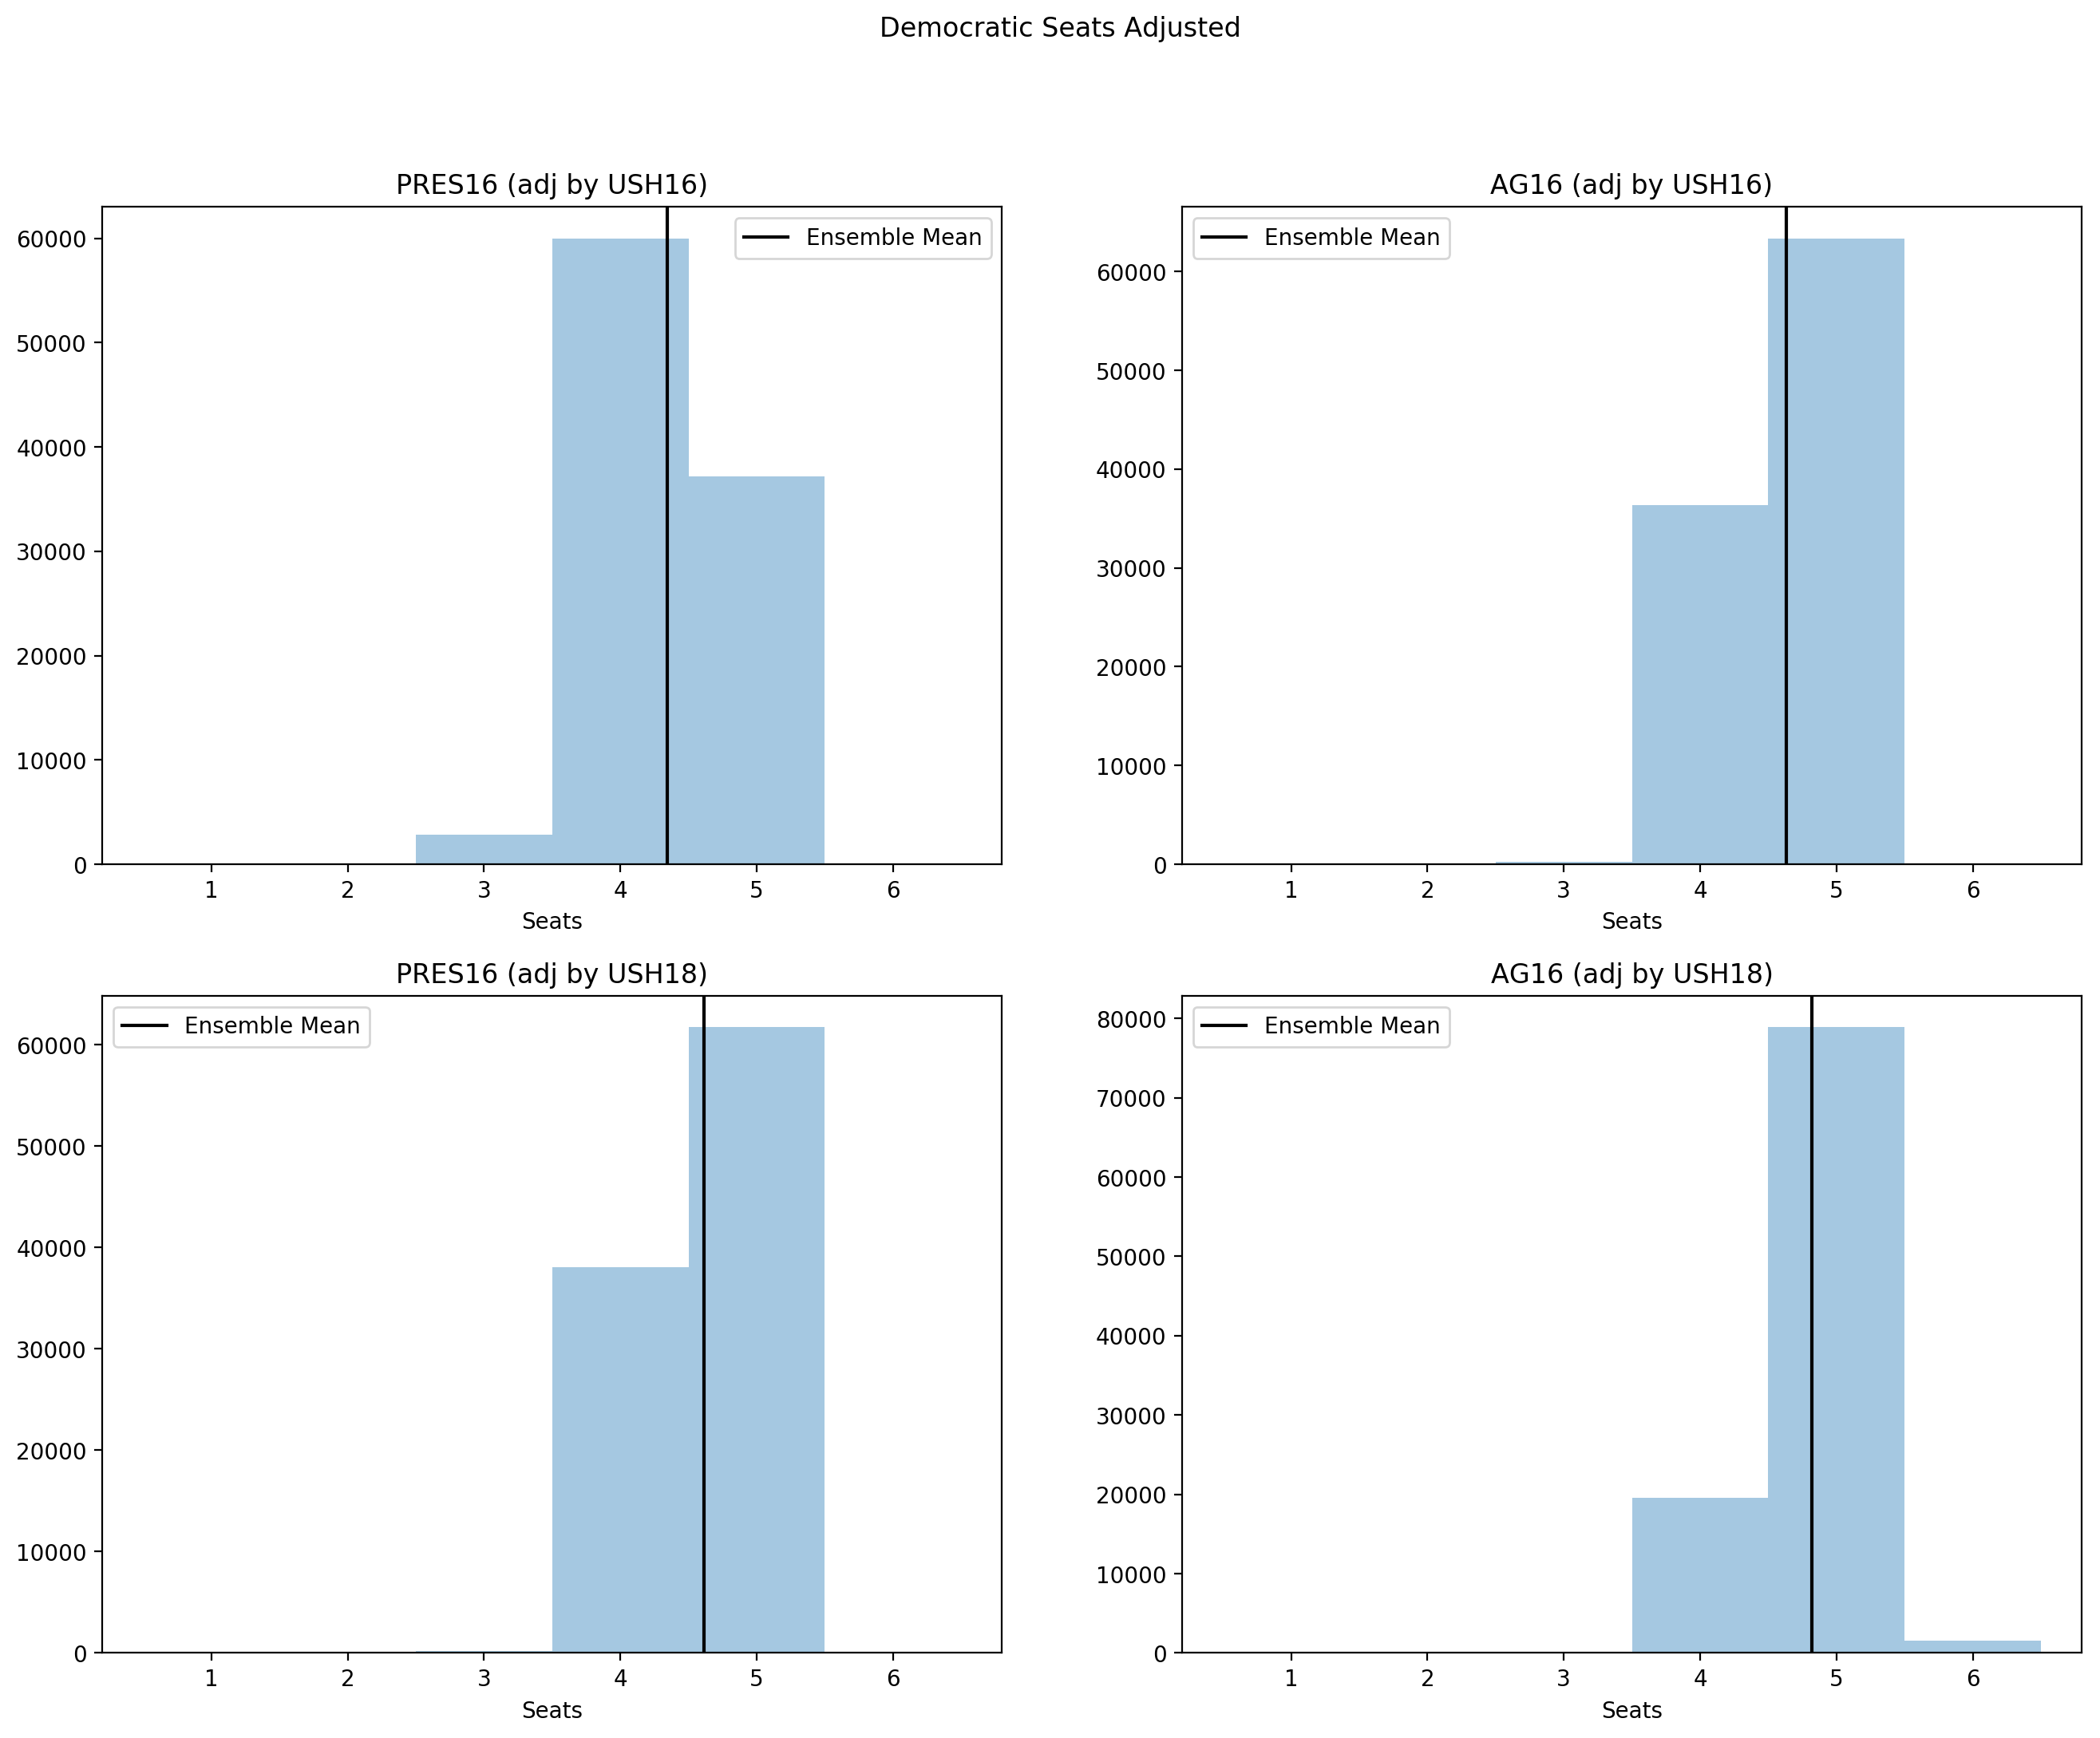 Democratic Seats Adjusted
PRES16 (adj by USH16)
Ensemble Mean
60000
50000
40000
30000
20000
10000
0
1 2 3 4 5 6
Seats
AG16 (adj by USH16)
Ensemble Mean
60000
50000
40000
30000
20000
10000
0
1 2 3 4 5 6
Seats
PRES16 (adj by USH18)
Ensemble Mean
60000
50000
40000
30000
20000
10000
0
1 2 3 4 5 6
Seats
AG16 (adj by USH18)
Ensemble Mean
80000
70000
60000
50000
40000
30000
20000
10000
0
1 2 3 4 5 6
Seats